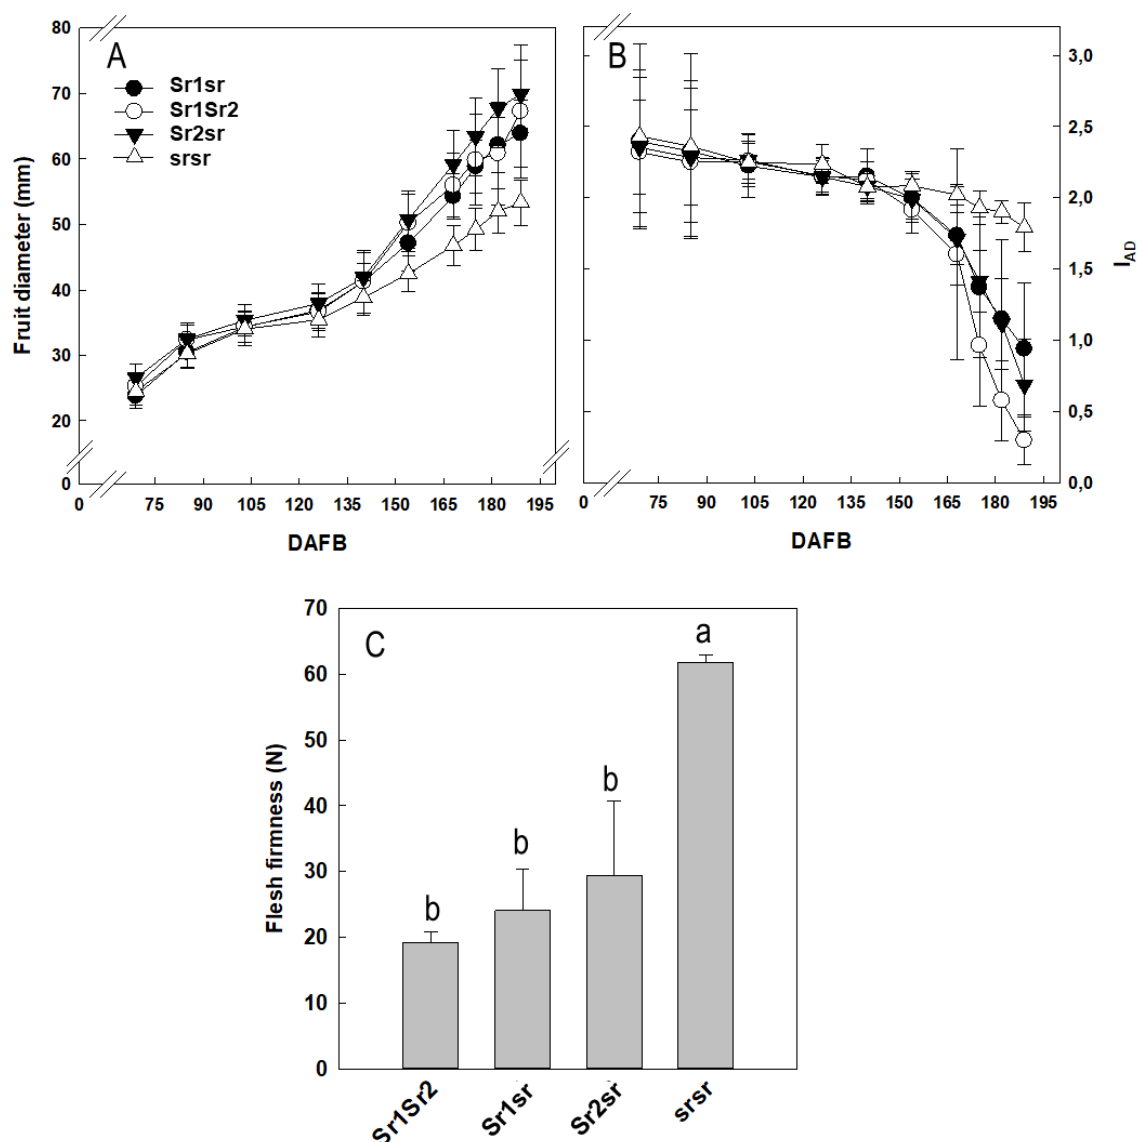 A
Sr1sr
Sr1Sr2
Sr2sr
srsr
Fruit diameter (mm)
80
70
60
50
40
30
20
0
0 75 90 105 120 135 150 165 180 195
DAFB
B
3,0
2,5
2,0
1,5
1,0
0,5
0,0
I_AD
0 75 90 105 120 135 150 165 180 195
DAFB
C
Flesh firmness (N)
70
60
50
40
30
20
10
0
b
b
b
a
Sr1Sr2
Sr1sr
Sr2sr
srsr